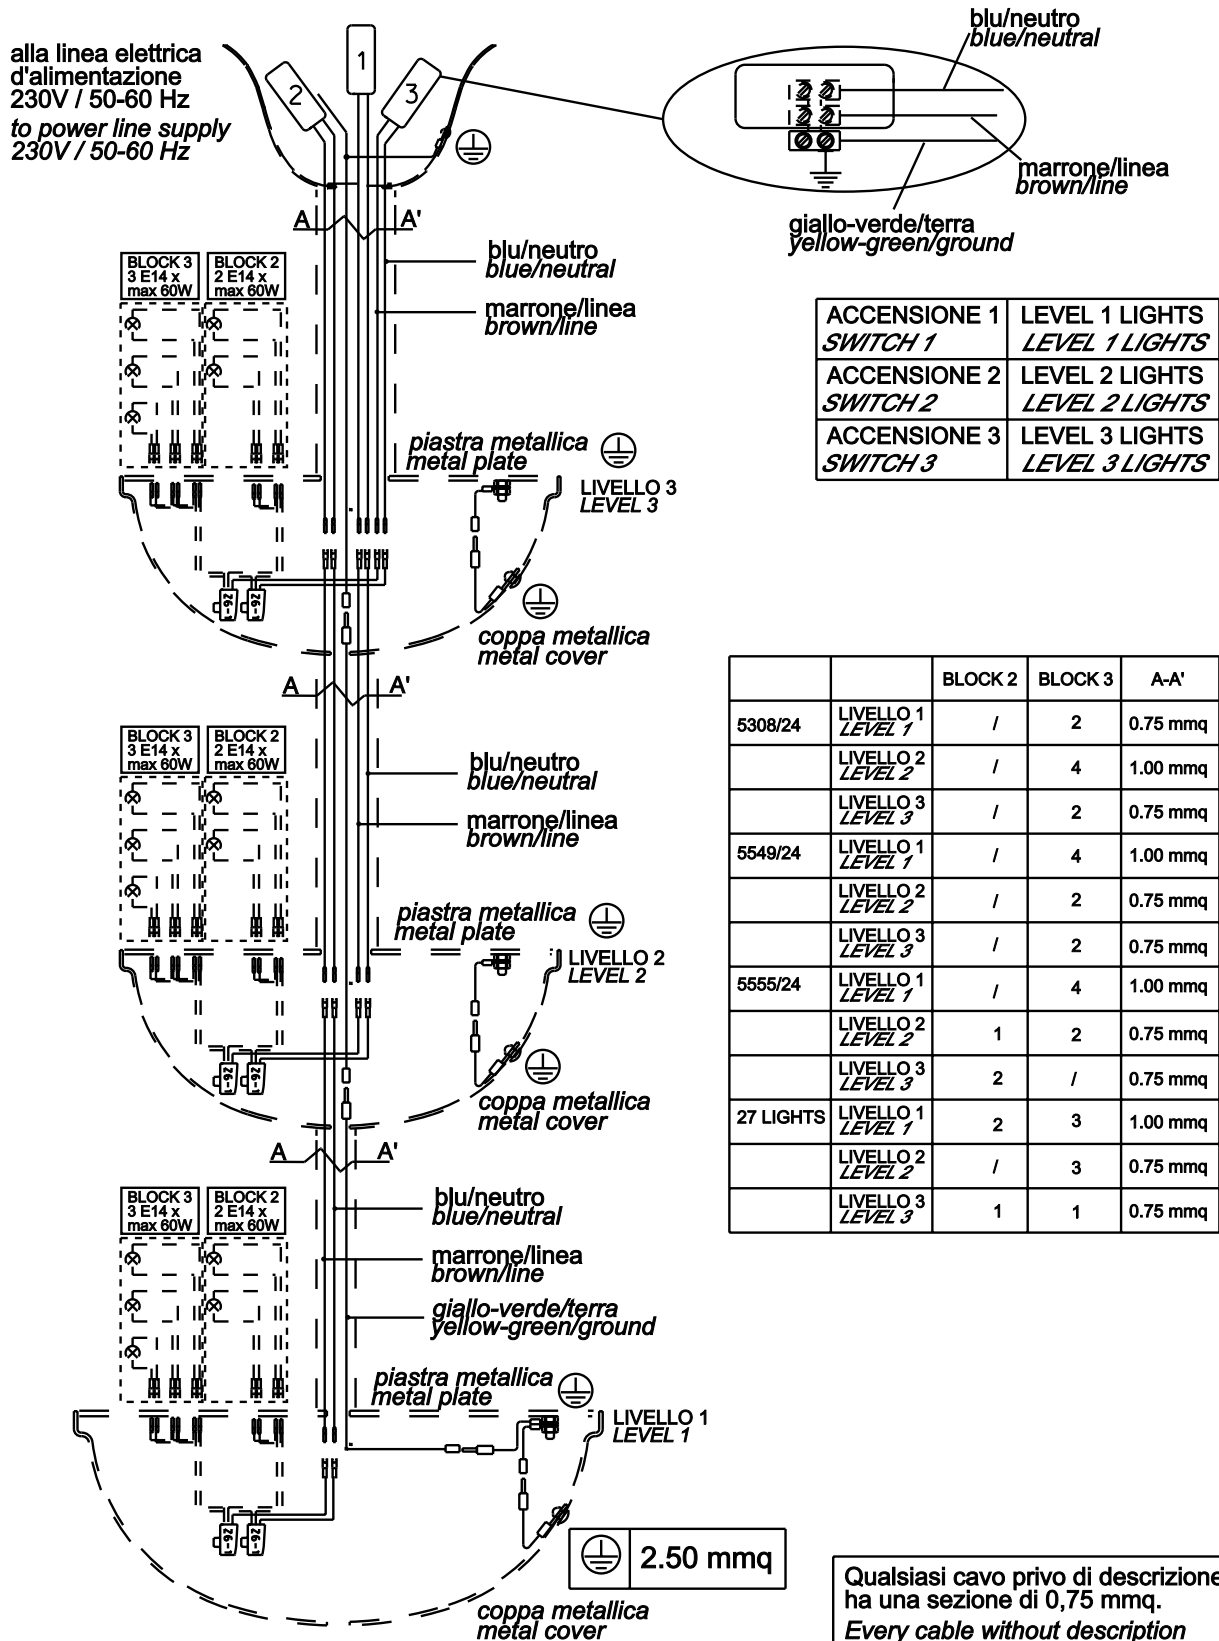 alla linea elettrica
d'alimentazione
230V / 50-60 Hz
to power line supply
230V / 50-60 Hz
1
2
3
blu/neutro
blue/neutral
marrone/linea
brown/line
giallo-verde/terra
yellow-green/ground
A A'
blu/neutro
blue/neutral
marrone/linea
brown/line
BLOCK 3
3 E14 x
max 60W
BLOCK 2
2 E14 x
max 60W
piastra metallica
metal plate
LIVELLO 3
LEVEL 3
26-1 26-1
coppa metallica
metal cover
ACCENSIONE 1 LEVEL 1 LIGHTS
SWITCH 1 LEVEL 1 LIGHTS
ACCENSIONE 2 LEVEL 2 LIGHTS
SWITCH 2 LEVEL 2 LIGHTS
ACCENSIONE 3 LEVEL 3 LIGHTS
SWITCH 3 LEVEL 3 LIGHTS
A A'
BLOCK 3
3 E14 x
max 60W
BLOCK 2
2 E14 x
max 60W
blu/neutro
blue/neutral
marrone/linea
brown/line
piastra metallica
metal plate
LIVELLO 2
LEVEL 2
26-1 26-1
coppa metallica
metal cover
A A'
BLOCK 3
3 E14 x
max 60W
BLOCK 2
2 E14 x
max 60W
blu/neutro
blue/neutral
marrone/linea
brown/line
giallo-verde/terra
yellow-green/ground
piastra metallica
metal plate
LIVELLO 1
LEVEL 1
26-1 26-1
coppa metallica
metal cover
BLOCK 2 BLOCK 3 A-A'
5308/24 LIVELLO 1 / 2 0.75 mmq
LEVEL 1
LIVELLO 2 / 4 1.00 mmq
LEVEL 2
LIVELLO 3 / 2 0.75 mmq
LEVEL 3
5549/24 LIVELLO 1 / 4 1.00 mmq
LEVEL 1
LIVELLO 2 / 2 0.75 mmq
LEVEL 2
LIVELLO 3 / 2 0.75 mmq
LEVEL 3
5555/24 LIVELLO 1 / 4 1.00 mmq
LEVEL 1
LIVELLO 2 1 2 0.75 mmq
LEVEL 2
LIVELLO 3 2 / 0.75 mmq
LEVEL 3
27 LIGHTS LIVELLO 1 2 3 1.00 mmq
LEVEL 1
LIVELLO 2 / 3 0.75 mmq
LEVEL 2
LIVELLO 3 1 1 0.75 mmq
LEVEL 3
2.50 mmq
Qualsiasi cavo privo di descrizione
ha una sezione di 0,75 mmq.
Every cable without description